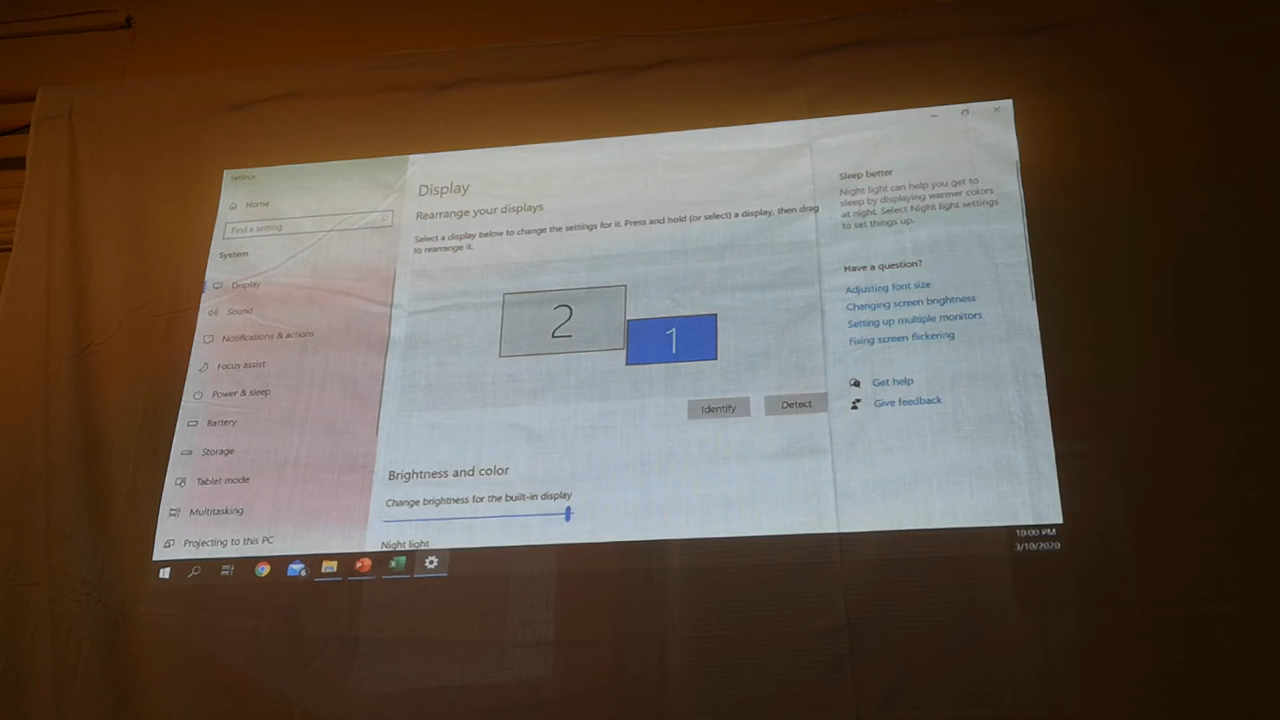 Settings
Home
Find a setting
System
Display
Sound
Notifications & actions
Focus assist
Power & sleep
Battery
Storage
Tablet mode
Multitasking
Projecting to this PC
Display
Rearrange your displays
Select a display below to change the settings for it. Press and hold (or select) a display, then drag
to rearrange it.
2
1
Identify
Detect
Brightness and color
Change brightness for the built-in display
Night light
Sleep better
Night light can help you get to
sleep by displaying warmer colors
at night. Select Night light settings
to set things up.
Have a question?
Adjusting font size
Changing screen brightness
Setting up multiple monitors
Fixing screen flickering
Get help
Give feedback
10:00 PM
3/10/2020